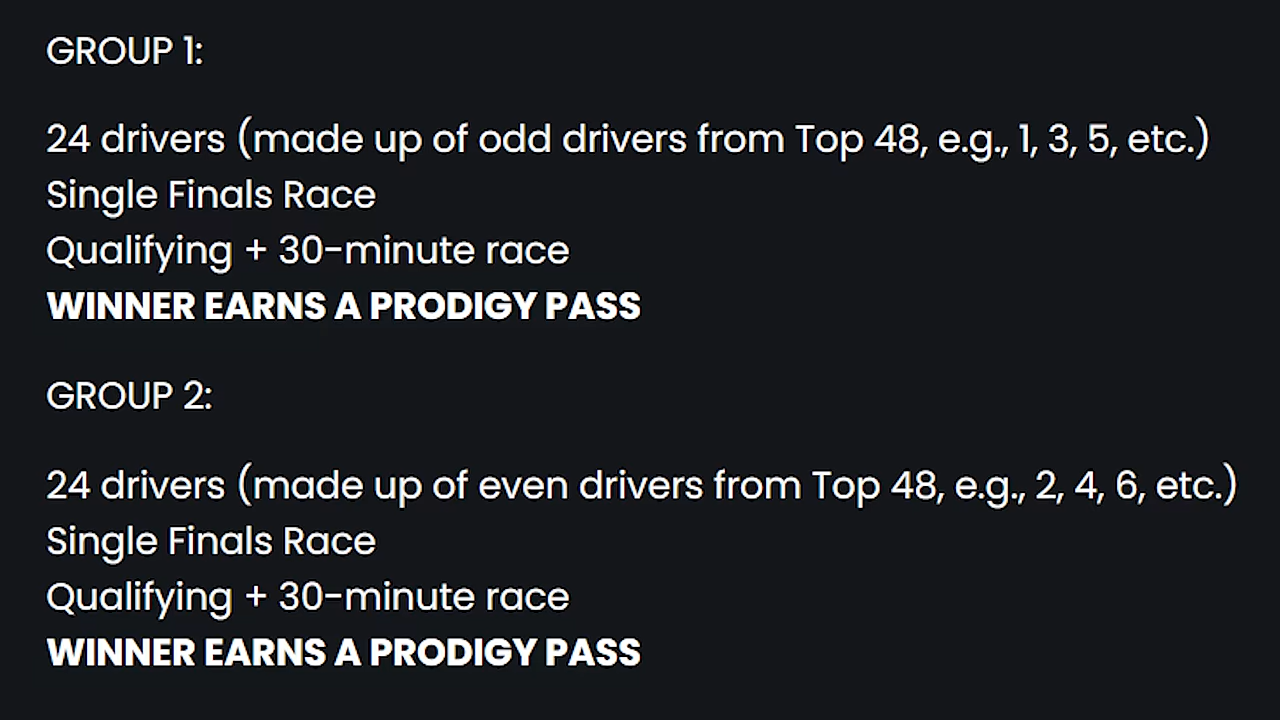 GROUP 1:
24 drivers (made up of odd drivers from Top 48, e.g., 1, 3, 5, etc.)
Single Finals Race
Qualifying + 30-minute race
WINNER EARNS A PRODIGY PASS
GROUP 2:
24 drivers (made up of even drivers from Top 48, e.g., 2, 4, 6, etc.)
Single Finals Race
Qualifying + 30-minute race
WINNER EARNS A PRODIGY PASS